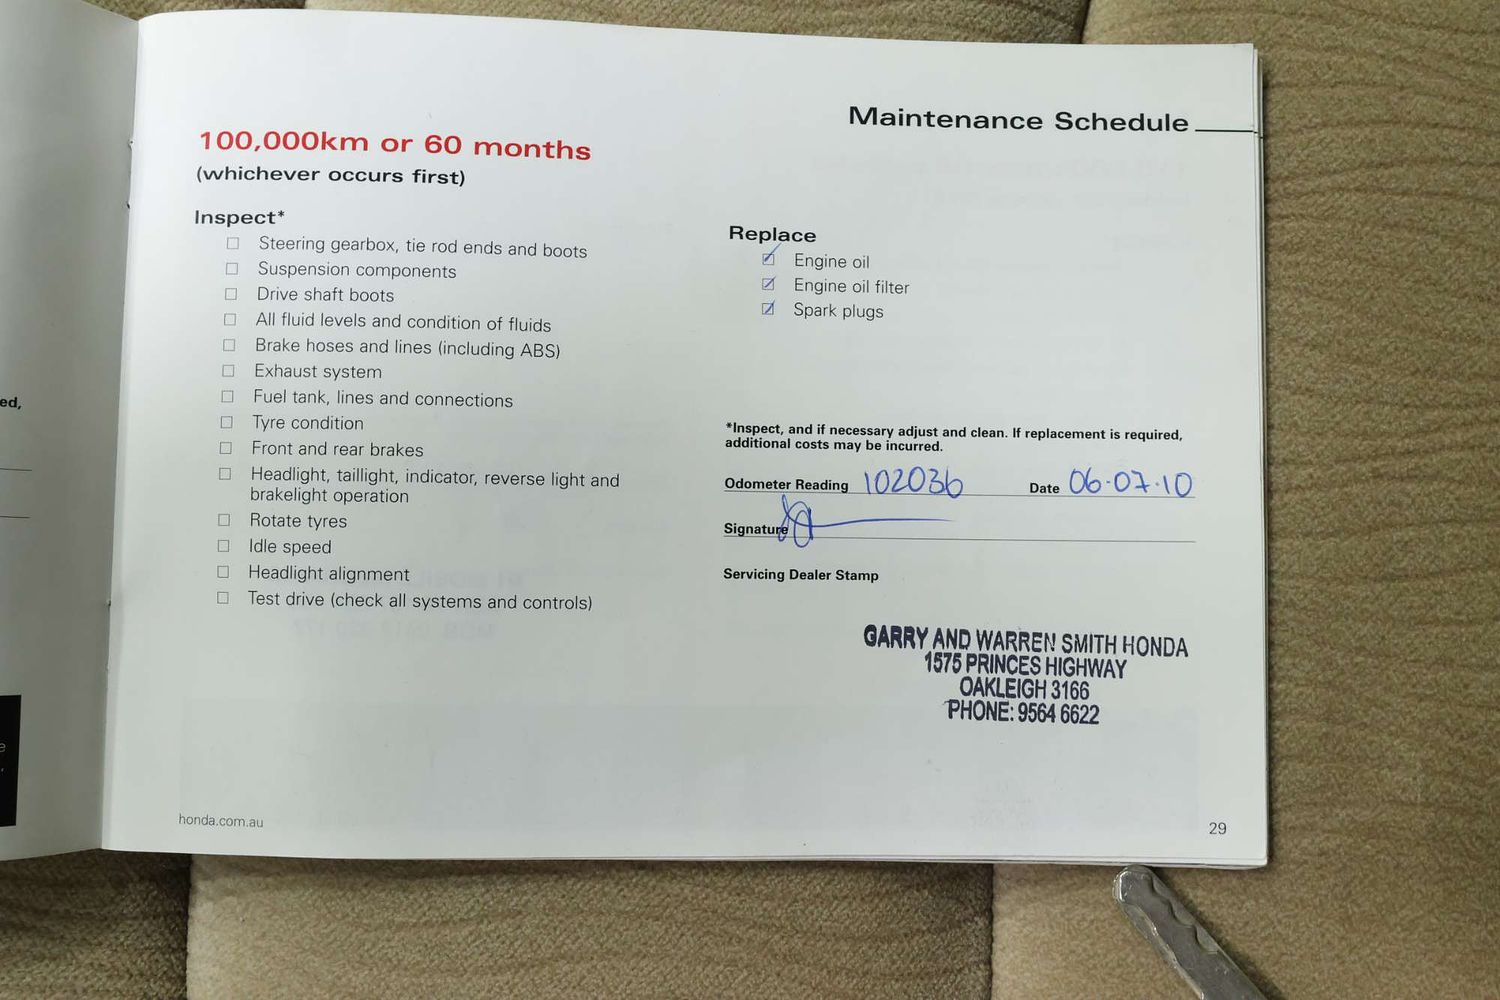 Maintenance Schedule
100,000km or 60 months
(whichever occurs first)
Inspect*
Steering gearbox, tie rod ends and boots
Suspension components
Drive shaft boots
All fluid levels and condition of fluids
Brake hoses and lines (including ABS)
Exhaust system
Fuel tank, lines and connections
Tyre condition
Front and rear brakes
Headlight, taillight, indicator, reverse light and
brakelight operation
Rotate tyres
Idle speed
Headlight alignment
Test drive (check all systems and controls)
Replace
Engine oil
Engine oil filter
Spark plugs
*Inspect, and if necessary adjust and clean. If replacement is required,
additional costs may be incurred.
Odometer Reading 102036 Date 06.07.10
Signature
Servicing Dealer Stamp
GARRY AND WARREN SMITH HONDA
1575 PRINCES HIGHWAY
OAKLEIGH 3166
PHONE: 9564 6622
honda.com.au
29
ed,